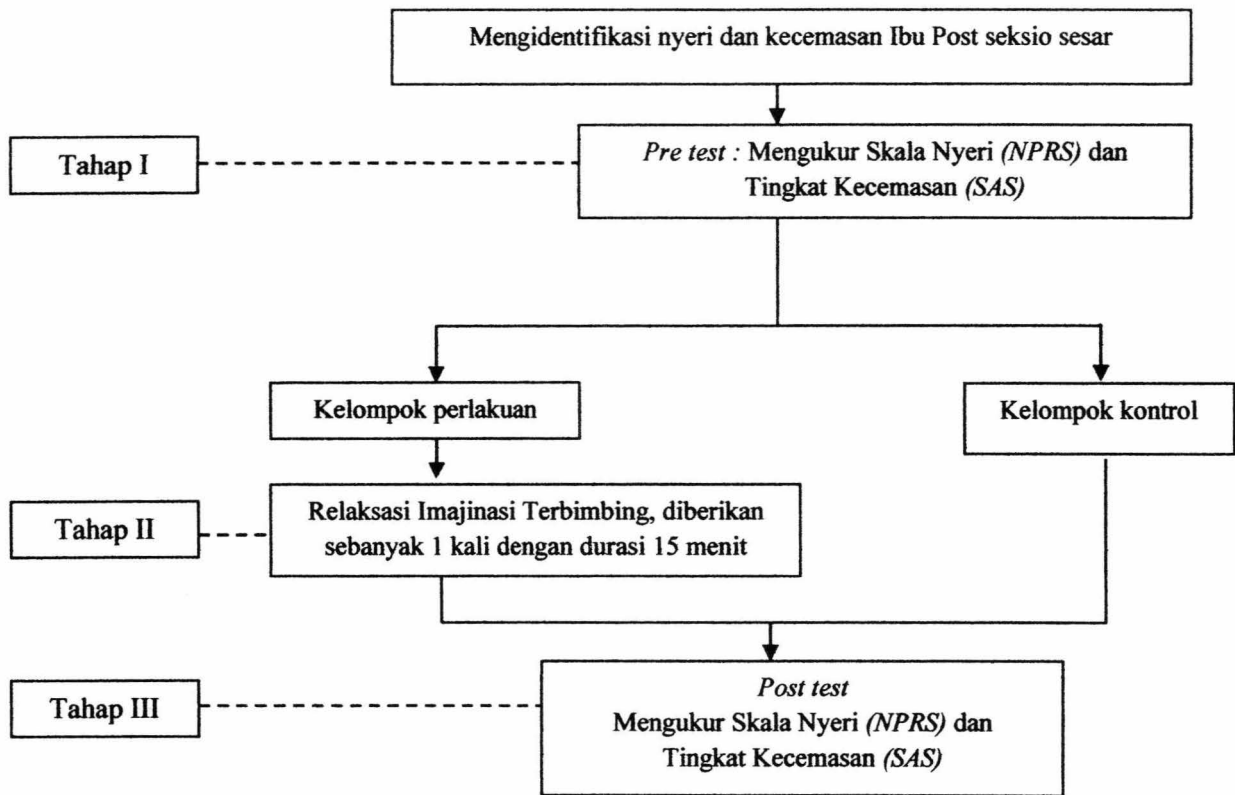 Mengidentifikasi nyeri dan kecemasan Ibu Post seksio sesar
Tahap I
Pre test : Mengukur Skala Nyeri (NPRS) dan
Tingkat Kecemasan (SAS)
Kelompok perlakuan
Kelompok kontrol
Tahap II
Relaksasi Imajinasi Terbimbing, diberikan
sebanyak 1 kali dengan durasi 15 menit
Tahap III
Post test
Mengukur Skala Nyeri (NPRS) dan
Tingkat Kecemasan (SAS)